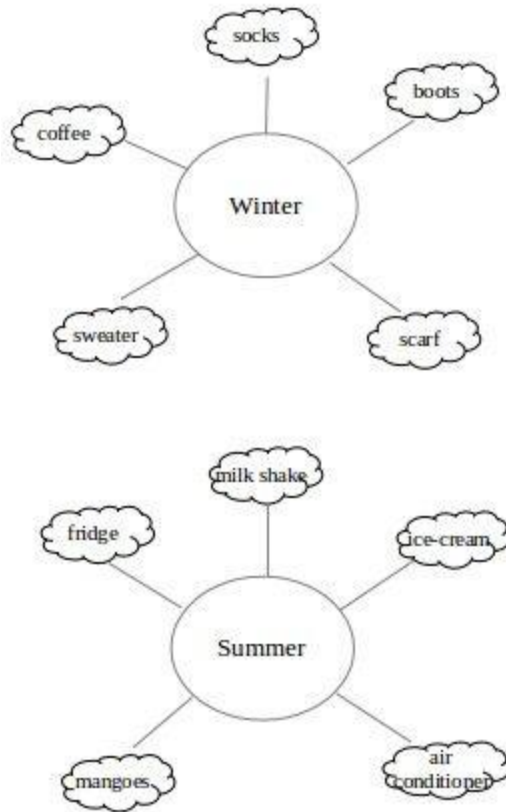 socks
boots
coffee
Winter
sweater
scarf
milk shake
fridge
ice-cream
Summer
mangoes
air
conditioner